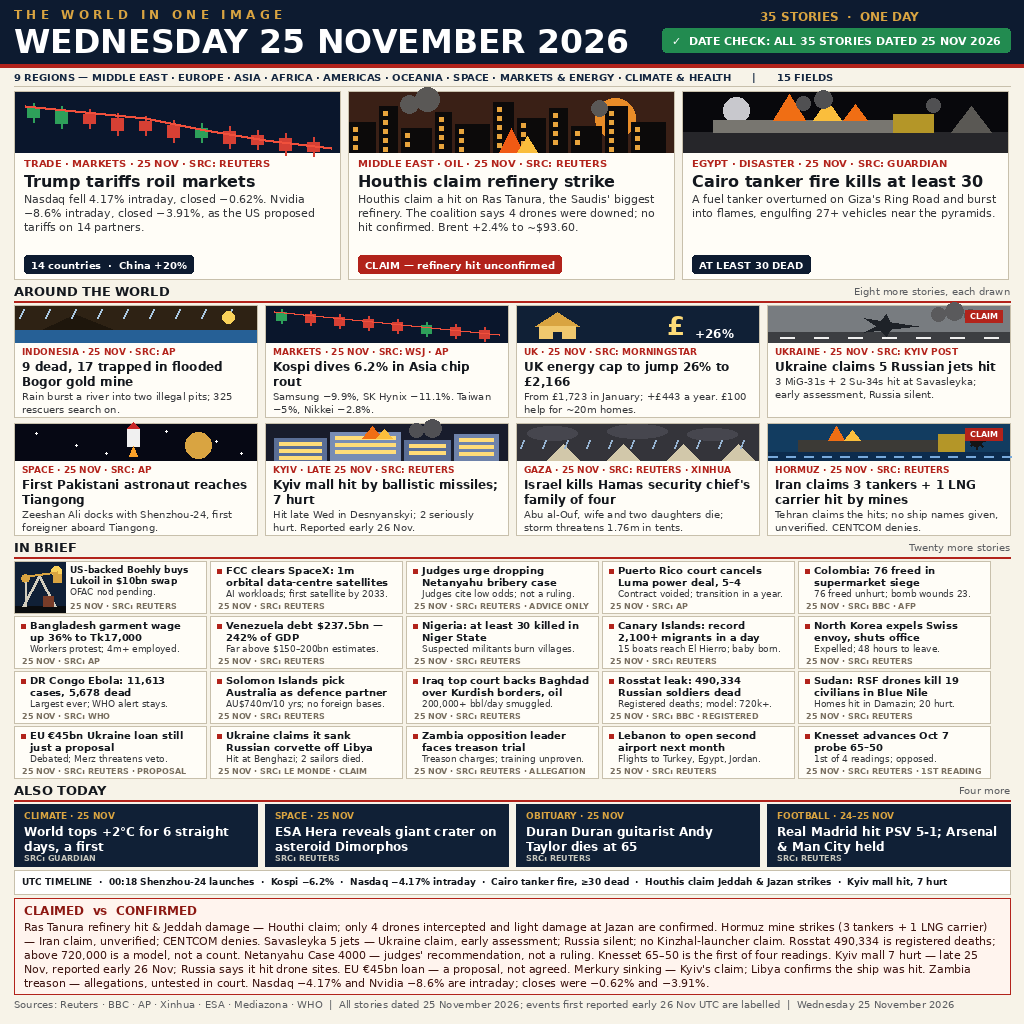 THE WORLD IN ONE IMAGE
35 STORIES · ONE DAY
WEDNESDAY 25 NOVEMBER 2026
✓ DATE CHECK: ALL 35 STORIES DATED 25 NOV 2026
9 REGIONS — MIDDLE EAST · EUROPE · ASIA · AFRICA · AMERICAS · OCEANIA · SPACE · MARKETS & ENERGY · CLIMATE & HEALTH | 15 FIELDS
TRADE · MARKETS · 25 NOV · SRC: REUTERS
Trump tariffs roil markets
Nasdaq fell 4.17% intraday, closed −0.62%. Nvidia
−8.6% intraday, closed −3.91%, as the US proposed
tariffs on 14 partners.
14 countries · China +20%
MIDDLE EAST · OIL · 25 NOV · SRC: REUTERS
Houthis claim refinery strike
Houthis claim a hit on Ras Tanura, the Saudis' biggest
refinery. The coalition says 4 drones were downed; no
hit confirmed. Brent +2.4% to ~$93.60.
CLAIM — refinery hit unconfirmed
EGYPT · DISASTER · 25 NOV · SRC: GUARDIAN
Cairo tanker fire kills at least 30
A fuel tanker overturned on Giza's Ring Road and burst
into flames, engulfing 27+ vehicles near the pyramids.
AT LEAST 30 DEAD
AROUND THE WORLD
Eight more stories, each drawn
INDONESIA · 25 NOV · SRC: AP
9 dead, 17 trapped in flooded
Bogor gold mine
Rain burst a river into two illegal pits; 325
rescuers search on.
MARKETS · 25 NOV · SRC: WSJ · AP
Kospi dives 6.2% in Asia chip
rout
Samsung −9.9%, SK Hynix −11.1%. Taiwan
−5%, Nikkei −2.8%.
£ +26%
UK · 25 NOV · SRC: MORNINGSTAR
UK energy cap to jump 26% to
£2,166
From £1,723 in January; +£443 a year. £100
help for ~20m homes.
CLAIM
UKRAINE · 25 NOV · SRC: KYIV POST
Ukraine claims 5 Russian jets hit
3 MiG-31s + 2 Su-34s hit at Savasleyka;
early assessment, Russia silent.
SPACE · 25 NOV · SRC: AP
First Pakistani astronaut reaches
Tiangong
Zeeshan Ali docks with Shenzhou-24, first
foreigner aboard Tiangong.
KYIV · LATE 25 NOV · SRC: REUTERS
Kyiv mall hit by ballistic missiles;
7 hurt
Hit late Wed in Desnyanskyi; 2 seriously
hurt. Reported early 26 Nov.
GAZA · 25 NOV · SRC: REUTERS · XINHUA
Israel kills Hamas security chief's
family of four
Abu al-Ouf, wife and two daughters die;
storm threatens 1.76m in tents.
CLAIM
HORMUZ · 25 NOV · SRC: REUTERS
Iran claims 3 tankers + 1 LNG
carrier hit by mines
Tehran claims the hits; no ship names given,
unverified. CENTCOM denies.
IN BRIEF
Twenty more stories
US-backed Boehly buys
Lukoil in $10bn swap
OFAC nod pending.
25 NOV · SRC: REUTERS
FCC clears SpaceX: 1m
orbital data-centre satellites
AI workloads; first satellite by 2033.
25 NOV · SRC: REUTERS
Judges urge dropping
Netanyahu bribery case
Judges cite low odds; not a ruling.
25 NOV · SRC: REUTERS · ADVICE ONLY
Puerto Rico court cancels
Luma power deal, 5–4
Contract voided; transition in a year.
25 NOV · SRC: AP
Colombia: 76 freed in
supermarket siege
76 freed unhurt; bomb wounds 23.
25 NOV · SRC: BBC · AFP
Bangladesh garment wage
up 36% to Tk17,000
Workers protest; 4m+ employed.
25 NOV · SRC: AP
Venezuela debt $237.5bn —
242% of GDP
Far above $150–200bn estimates.
25 NOV · SRC: REUTERS
Nigeria: at least 30 killed in
Niger State
Suspected militants burn villages.
25 NOV · SRC: REUTERS
Canary Islands: record
2,100+ migrants in a day
15 boats reach El Hierro; baby born.
25 NOV · SRC: REUTERS
North Korea expels Swiss
envoy, shuts office
Expelled; 48 hours to leave.
25 NOV · SRC: REUTERS
DR Congo Ebola: 11,613
cases, 5,678 dead
Largest ever; WHO alert stays.
25 NOV · SRC: WHO
Solomon Islands pick
Australia as defence partner
AU$740m/10 yrs; no foreign bases.
25 NOV · SRC: REUTERS
Iraq top court backs Baghdad
over Kurdish borders, oil
200,000+ bbl/day smuggled.
25 NOV · SRC: REUTERS
Rosstat leak: 490,334
Russian soldiers dead
Registered deaths; model: 720k+.
25 NOV · SRC: BBC · REGISTERED
Sudan: RSF drones kill 19
civilians in Blue Nile
Homes hit in Damazin; 20 hurt.
25 NOV · SRC: REUTERS
EU €45bn Ukraine loan still
just a proposal
Debated; Merz threatens veto.
25 NOV · SRC: REUTERS · PROPOSAL
Ukraine claims it sank
Russian corvette off Libya
Hit at Benghazi; 2 sailors died.
25 NOV · SRC: LE MONDE · CLAIM
Zambia opposition leader
faces treason trial
Treason charges; training unproven.
25 NOV · SRC: REUTERS · ALLEGATION
Lebanon to open second
airport next month
Flights to Turkey, Egypt, Jordan.
25 NOV · SRC: REUTERS
Knesset advances Oct 7
probe 65–50
1st of 4 readings; opposed.
25 NOV · SRC: REUTERS · 1ST READING
ALSO TODAY
Four more
CLIMATE · 25 NOV
World tops +2°C for 6 straight
days, a first
SRC: GUARDIAN
SPACE · 25 NOV
ESA Hera reveals giant crater on
asteroid Dimorphos
SRC: REUTERS
OBITUARY · 25 NOV
Duran Duran guitarist Andy
Taylor dies at 65
SRC: REUTERS
FOOTBALL · 24–25 NOV
Real Madrid hit PSV 5-1; Arsenal
& Man City held
SRC: REUTERS
UTC TIMELINE · 00:18 Shenzhou-24 launches · Kospi −6.2% · Nasdaq −4.17% intraday · Cairo tanker fire, ≥30 dead · Houthis claim Jeddah & Jazan strikes · Kyiv mall hit, 7 hurt
CLAIMED vs CONFIRMED
Ras Tanura refinery hit & Jeddah damage — Houthi claim; only 4 drones intercepted and light damage at Jazan are confirmed. Hormuz mine strikes (3 tankers + 1 LNG carrier)
— Iran claim, unverified; CENTCOM denies. Savasleyka 5 jets — Ukraine claim, early assessment; Russia silent; no Kinzhal-launcher claim. Rosstat 490,334 is registered deaths;
above 720,000 is a model, not a count. Netanyahu Case 4000 — judges' recommendation, not a ruling. Knesset 65–50 is the first of four readings. Kyiv mall 7 hurt — late 25
Nov, reported early 26 Nov; Russia says it hit drone sites. EU €45bn loan — a proposal, not agreed. Merkury sinking — Kyiv's claim; Libya confirms the ship was hit. Zambia
treason — allegations, untested in court. Nasdaq −4.17% and Nvidia −8.6% are intraday; closes were −0.62% and −3.91%.
Sources: Reuters · BBC · AP · Xinhua · ESA · Mediazona · WHO | All stories dated 25 November 2026; events first reported early 26 Nov UTC are labelled | Wednesday 25 November 2026